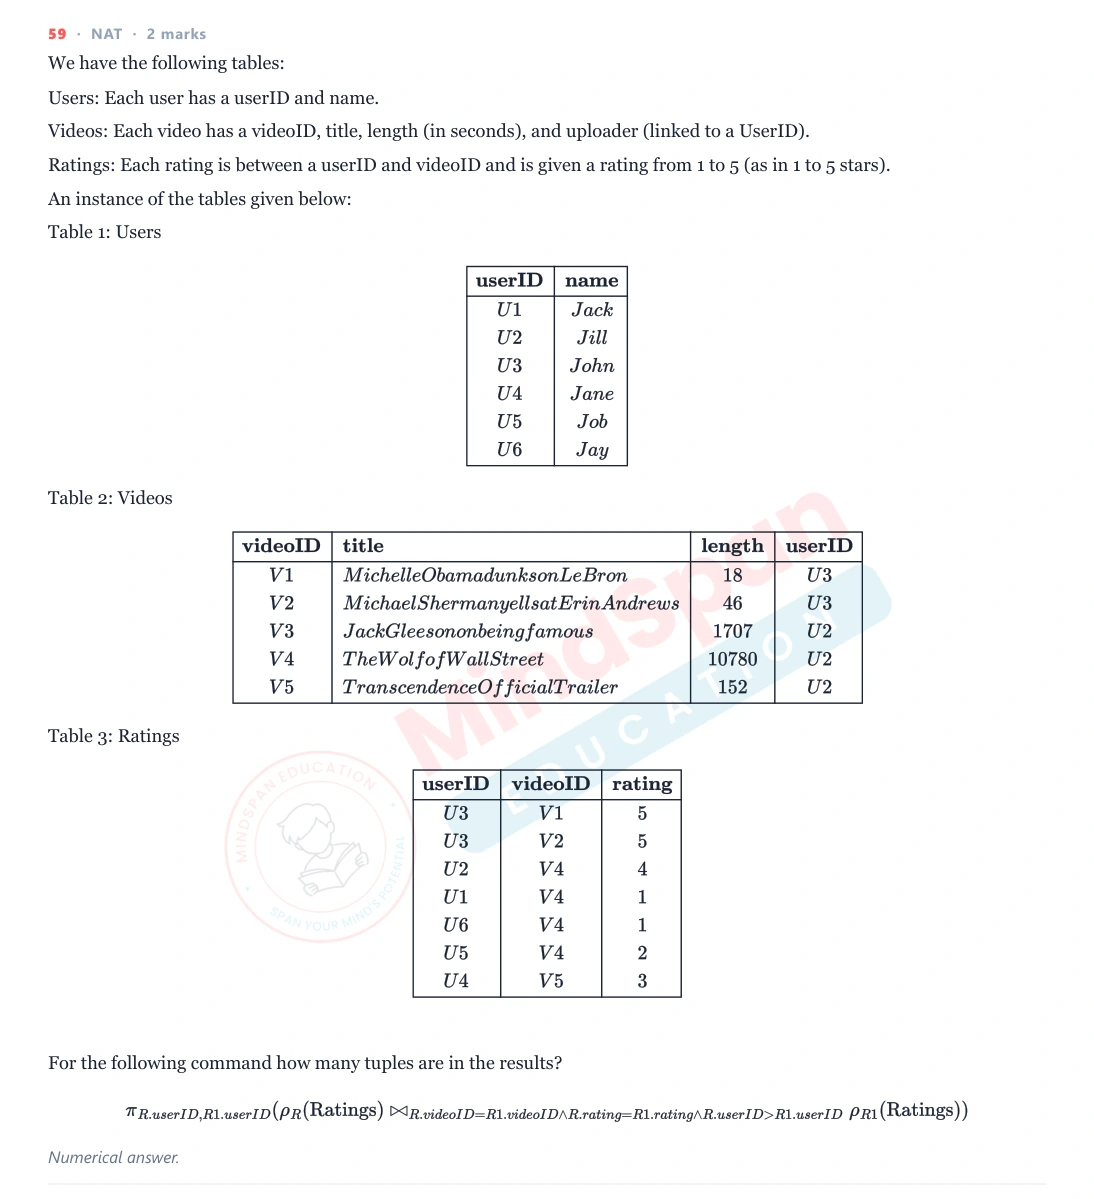 59 · NAT · 2 marks
We have the following tables:
Users: Each user has a userID and name.
Videos: Each video has a videoID, title, length (in seconds), and uploader (linked to a UserID).
Ratings: Each rating is between a userID and videoID and is given a rating from 1 to 5 (as in 1 to 5 stars).
An instance of the tables given below:
Table 1: Users
userID name
U1 Jack
U2 Jill
U3 John
U4 Jane
U5 Job
U6 Jay
Table 2: Videos
videoID title length userID
V1 MichelleObamadunksonLeBron 18 U3
V2 MichaelShermanyellsatErinAndrews 46 U3
V3 JackGleesononbeingfamous 1707 U2
V4 TheWolfofWallStreet 10780 U2
V5 TranscendenceOfficialTrailer 152 U2
Mindspan
EDUCATION
Table 3: Ratings
userID videoID rating
U3 V1 5
U3 V2 5
U2 V4 4
U1 V4 1
U6 V4 1
U5 V4 2
U4 V5 3
MINDSPAN EDUCATION
SPAN YOUR MIND'S POTENTIAL
For the following command how many tuples are in the results?
π R.userID,R1.userID(ρR(Ratings) ⋈R.videoID=R1.videoID∧R.rating=R1.rating∧R.userID>R1.userID ρR1(Ratings))
Numerical answer.